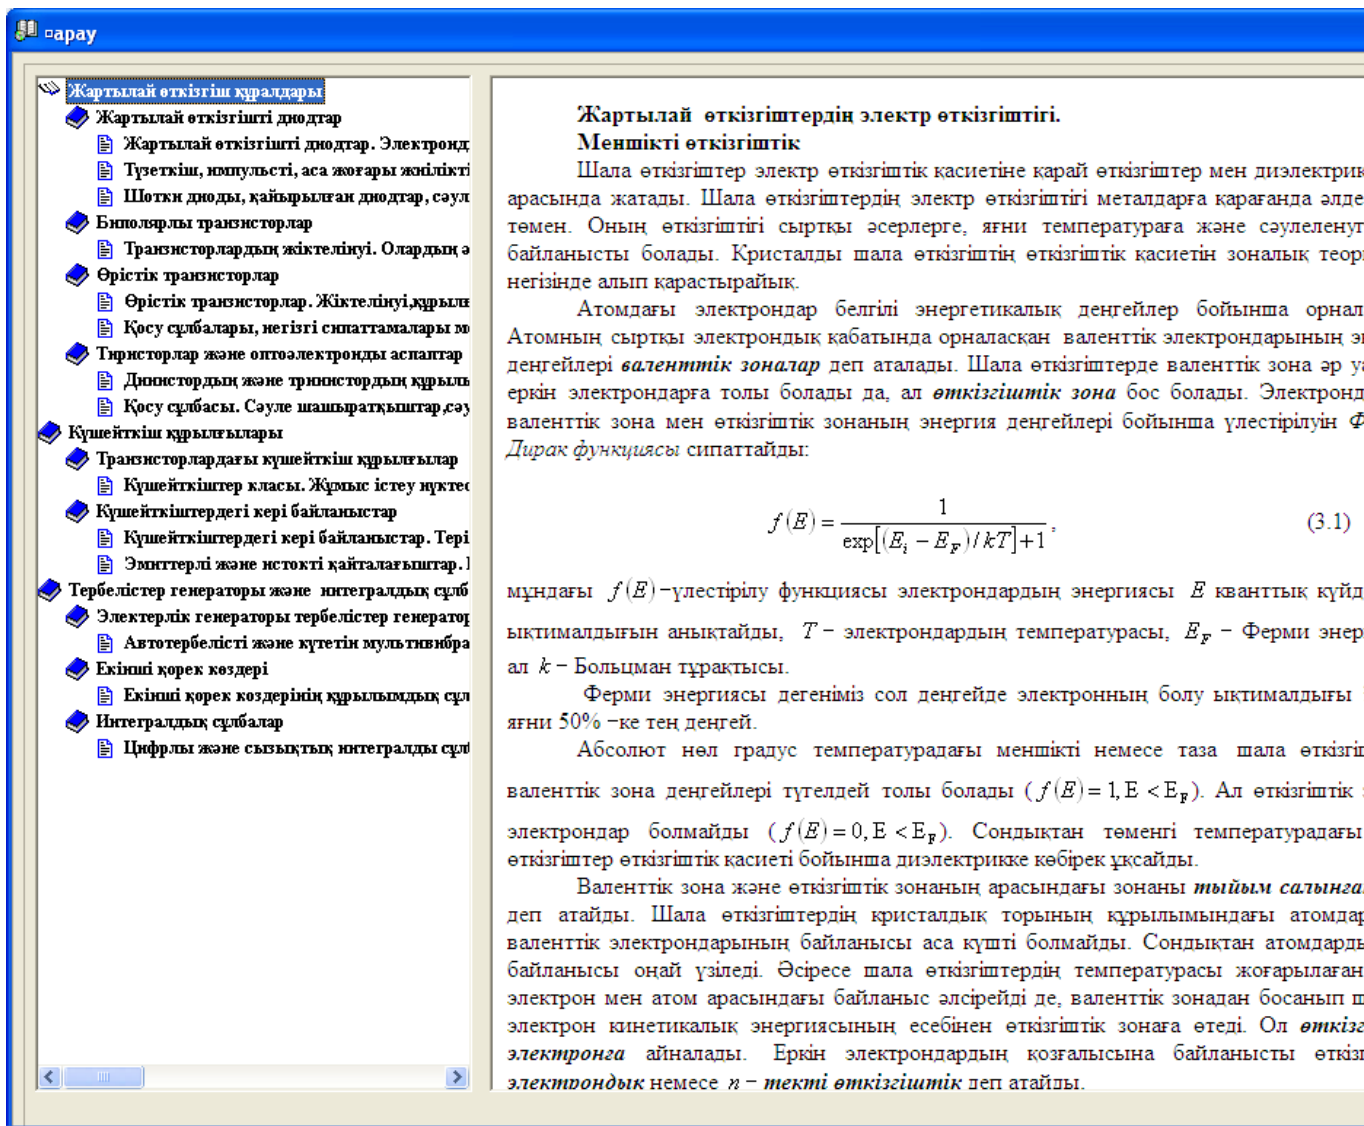 ▫арау
Жартылай өткізгіш құралдары
Жартылай өткізгішті диодтар
Жартылай өткізгішті диодтар. Электронд
Түзеткіш, импульсті, аса жоғары жиілікті
Шотки диоды, қайырылған диодтар, сәул
Биполярлы транзисторлар
Транзисторлардың жіктелінуі. Олардың ә
Өрістік транзисторлар
Өрістік транзисторлар. Жіктелінуі,құрыле
Қосу сұлбалары, негізгі сипаттамалары м
Тиристорлар және оптоэлектронды аспаптар
Динистордың және тринистордың құрылы
Қосу сұлбасы. Сәуле шашыратқыштар,сәу
Күшейткіш құрылғылары
Транзисторлардағы күшейткіш құрылғылар
Күшейткіштер класы. Жұмыс істеу нүктес
Күшейткіштердегі кері байланыстар
Күшейткіштердегі кері байланыстар. Тері
Эмиттерлі және истокті қайталағыштар.
Тербелістер генераторы және интегралдық сұлб
Электерлік генераторы тербелістер генератор
Автотербелісті және күтетін мультивибра
Екінші қорек көздері
Екінші қорек коздерінің құрылымдық сұл
Интегралдық сұлбалар
Цифрлы және сызықтық интегралды сұл
Жартылай өткізгіштердің электр өткізгіштігі.
Меншікті өткізгіштік
Шала өткізгіштер электр өткізгіштік қасиетіне қарай өткізгіштер мен диэлектрик
арасында жатады. Шала өткізгіштердің электр өткізгіштігі металдарға қарағанда әлде
төмен. Оның өткізгіштігі сыртқы әсерлерге, яғни температураға және сәулеленуг
байланысты болады. Кристалды шала өткізгіштің өткізгіштік қасиетін зоналық теор
негізінде алып қарастырайық.
Атомдағы электрондар белгілі энергетикалық деңгейлер бойынша орнал
Атомның сыртқы электрондық қабатында орналасқан валенттік электрондарының э
деңгейлері валенттік зоналар деп аталады. Шала өткізгіштерде валенттік зона әр уа
еркін электрондарға толы болады да, ал өткізгіштік зона бос болады. Электронд
валенттік зона мен өткізгіштік зонаның энергия деңгейлері бойынша үлестірілуін Ф
Дирак функциясы сипаттайды:
f(E) = 1 / exp[(E_i − E_F)/ kT]+1 , (3.1)
мұндағы f(E) −үлестірілу функциясы электрондардың энергиясы E кванттық күйд
ықтималдығын анықтайды, T − электрондардың температурасы, E_F − Ферми энер
ал k − Больцман тұрақтысы.
Ферми энергиясы дегеніміз сол деңгейде электронның болу ықтималдығы
яғни 50% −ке тең деңгей.
Абсолют нөл градус температурадағы меншікті немесе таза шала өткізгі
валенттік зона деңгейлері түгелдей толы болады ( f(E) = 1, E < E_F). Ал өткізгіштік
электрондар болмайды ( f(E) = 0, E < E_F). Сондықтан төменгі температурадағы
өткізгіштер өткізгіштік қасиеті бойынша диэлектрикке көбірек ұқсайды.
Валенттік зона және өткізгіштік зонаның арасындағы зонаны тыйым салынға
деп атайды. Шала өткізгіштердің кристалдық торының құрылымындағы атомдар
валенттік электрондарының байланысы аса күшті болмайды. Сондықтан атомдарды
байланысы оңай үзіледі. Әсіресе шала өткізгіштердің температурасы жоғарылаған
электрон мен атом арасындағы байланыс әлсірейді де, валенттік зонадан босанып ш
электрон кинетикалық энергиясының есебінен өткізгіштік зонаға өтеді. Ол өткізг
электронға айналады. Еркін электрондардың қозғалысына байланысты өткіз
электрондык немесе n − текті өткізгіштік деп атайды.